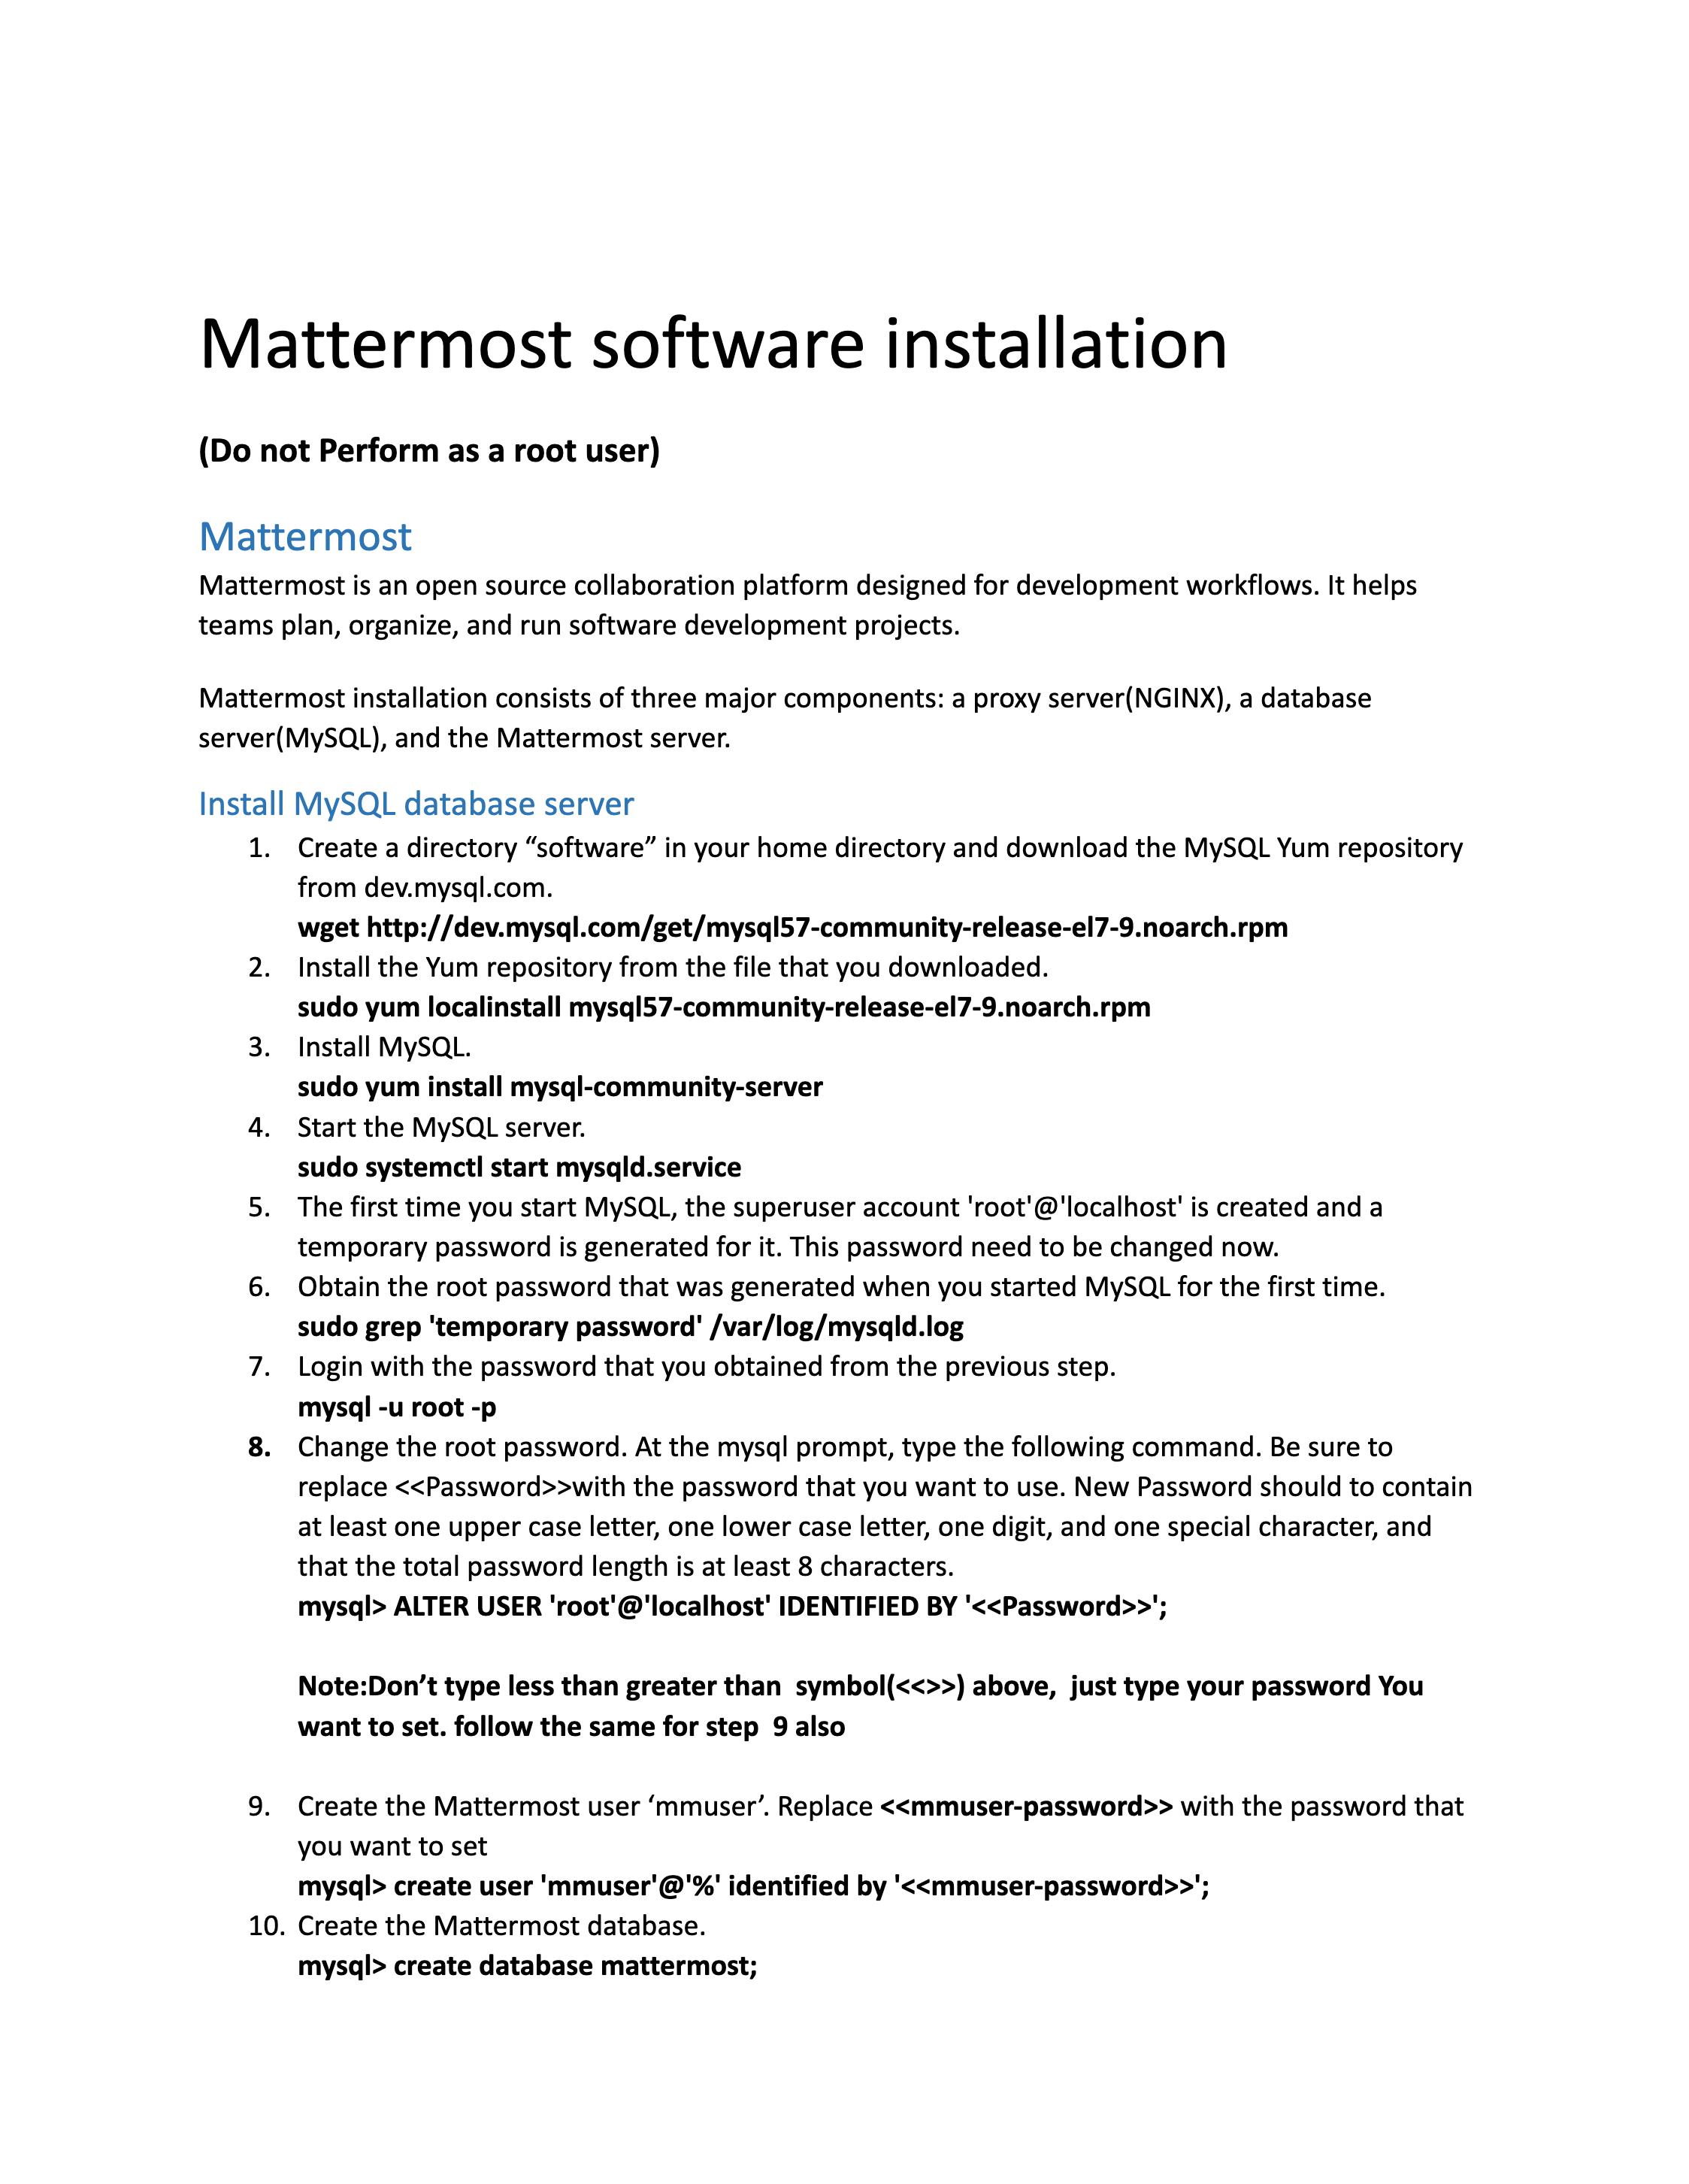 Mattermost software installation
(Do not Perform as a root user)
Mattermost
Mattermost is an open source collaboration platform designed for development workflows. It helps
teams plan, organize, and run software development projects.
Mattermost installation consists of three major components: a proxy server(NGINX), a database
server(MySQL), and the Mattermost server.
Install MySQL database server
1. Create a directory “software” in your home directory and download the MySQL Yum repository
from dev.mysql.com.
wget http://dev.mysql.com/get/mysql57-community-release-el7-9.noarch.rpm
2. Install the Yum repository from the file that you downloaded.
sudo yum localinstall mysql57-community-release-el7-9.noarch.rpm
3. Install MySQL.
sudo yum install mysql-community-server
4. Start the MySQL server.
sudo systemctl start mysqld.service
5. The first time you start MySQL, the superuser account 'root'@'localhost' is created and a
temporary password is generated for it. This password need to be changed now.
6. Obtain the root password that was generated when you started MySQL for the first time.
sudo grep 'temporary password' /var/log/mysqld.log
7. Login with the password that you obtained from the previous step.
mysql -u root -p
8. Change the root password. At the mysql prompt, type the following command. Be sure to
replace <<Password>>with the password that you want to use. New Password should to contain
at least one upper case letter, one lower case letter, one digit, and one special character, and
that the total password length is at least 8 characters.
mysql> ALTER USER 'root'@'localhost' IDENTIFIED BY '<<Password>>';
Note:Don’t type less than greater than  symbol(<<>>) above,  just type your password You
want to set. follow the same for step  9 also
9. Create the Mattermost user ‘mmuser’. Replace <<mmuser-password>> with the password that
you want to set
mysql> create user 'mmuser'@'%' identified by '<<mmuser-password>>';
10. Create the Mattermost database.
mysql> create database mattermost;